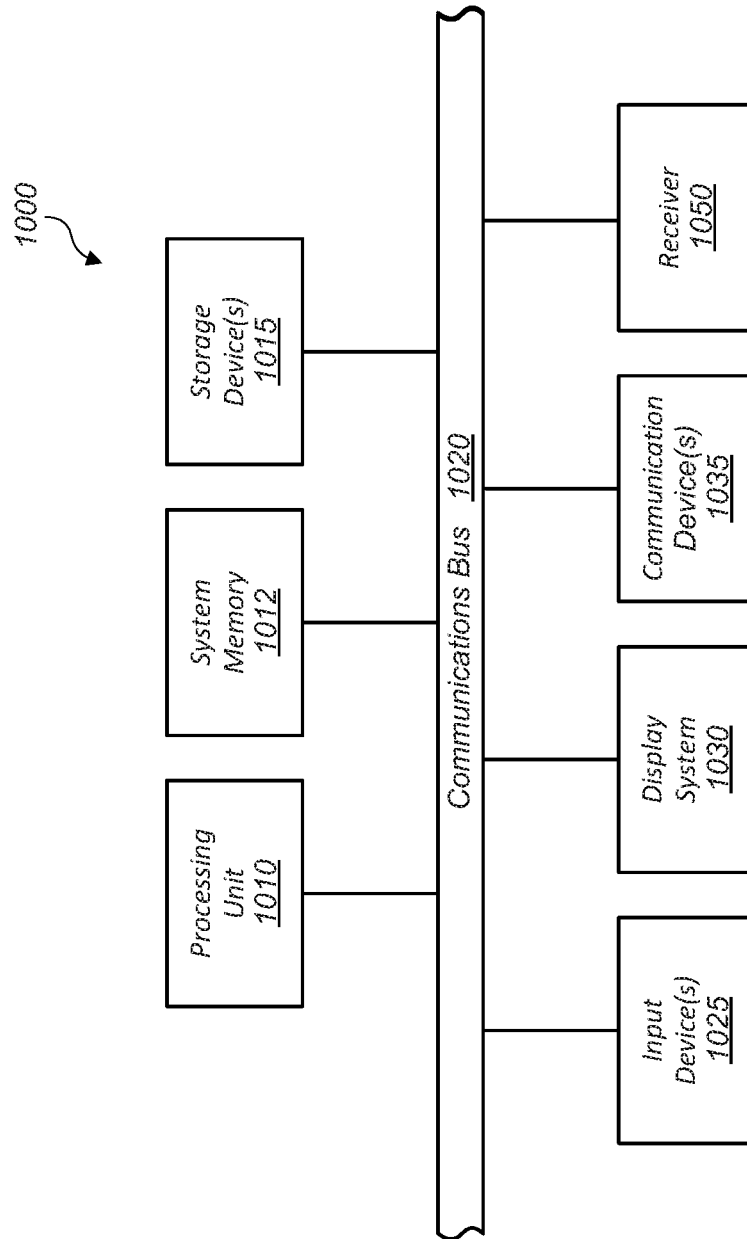 1000
Processing
Unit
1010
System
Memory
1012
Storage
Device(s)
1015
Communications Bus 1020
Input
Device(s)
1025
Display
System
1030
Communication
Device(s)
1035
Receiver
1050